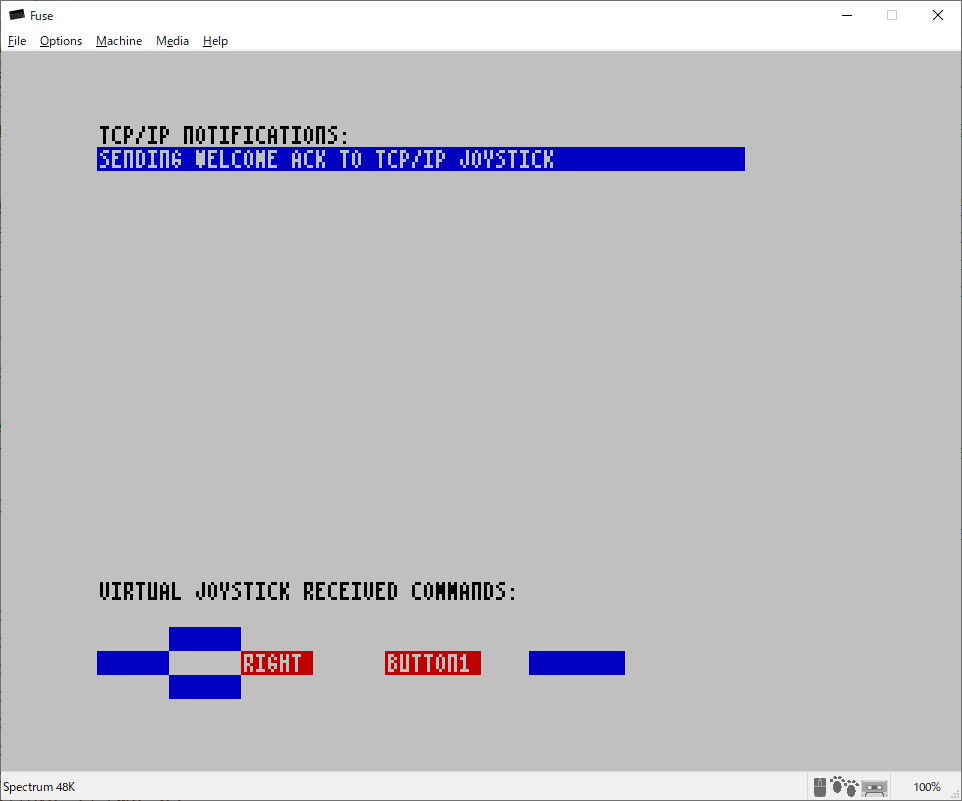 Fuse
File Options Machine Media Help
TCP/IP NOTIFICATIONS:
SENDING WELCOME ACK TO TCP/IP JOYSTICK
VIRTUAL JOYSTICK RECEIVED COMMANDS:
RIGHT BUTTON1
Spectrum 48K 100%